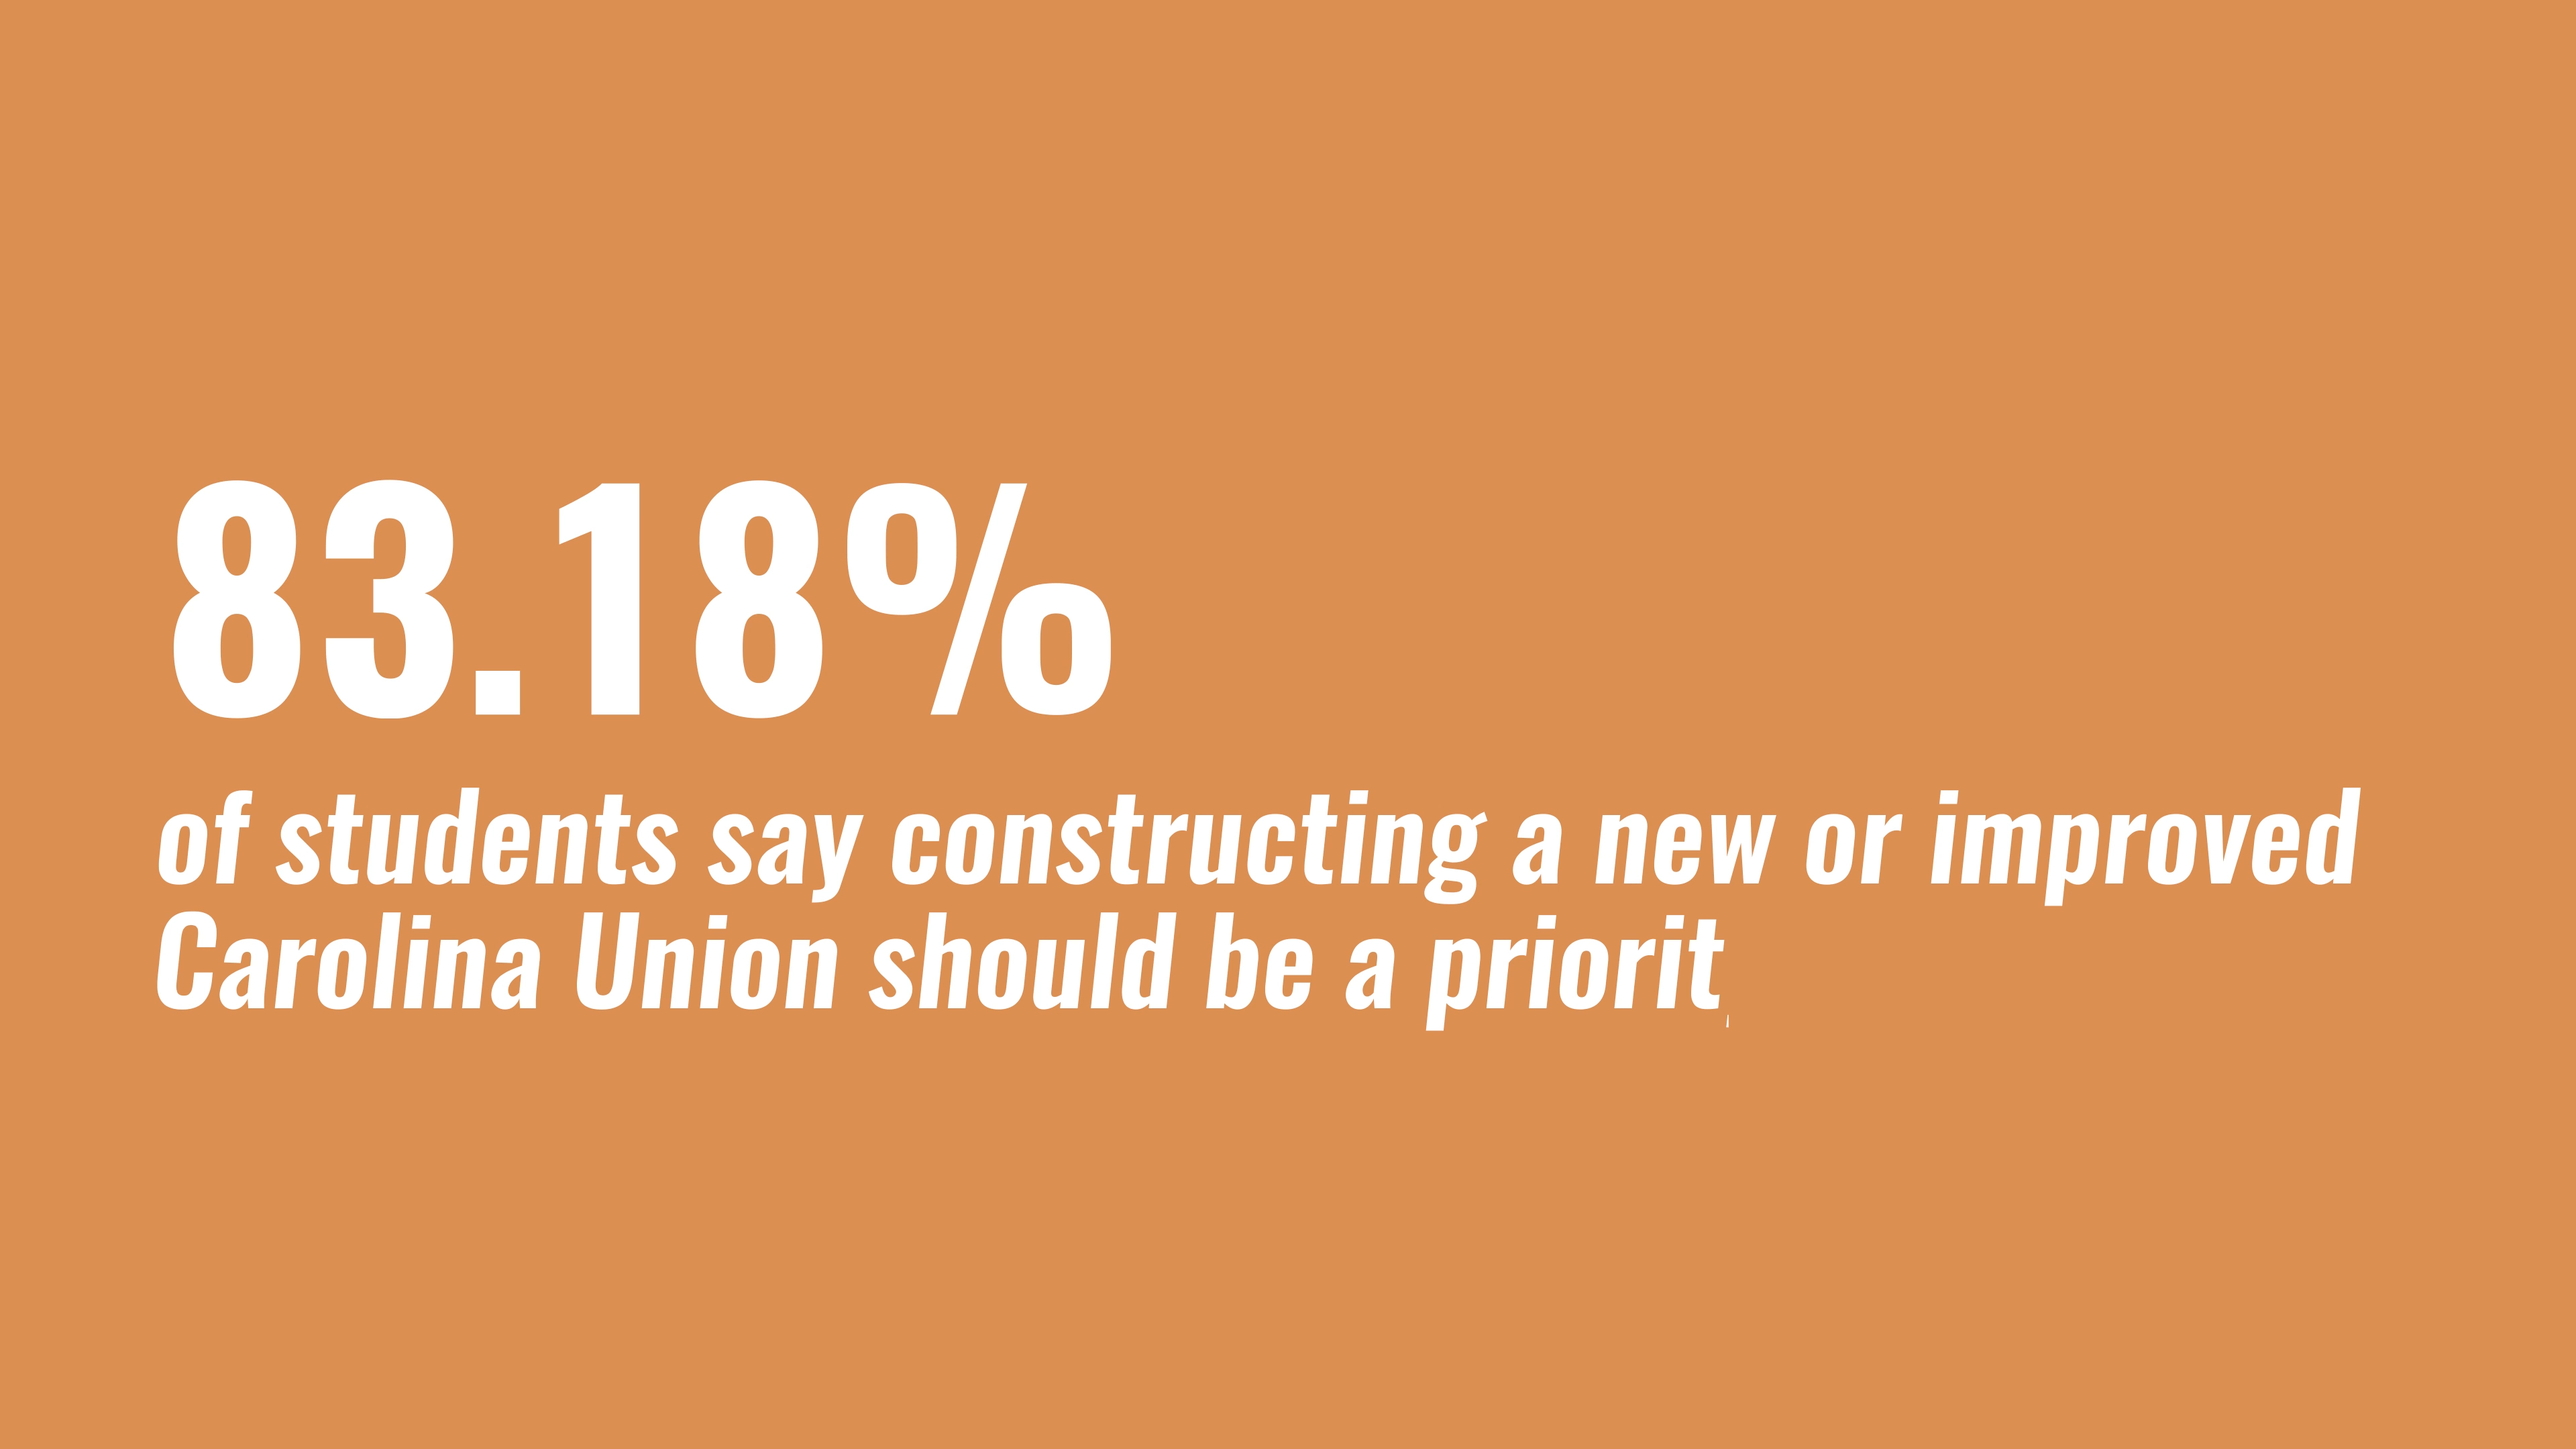 83.18%
of students say constructing a new or improved
Carolina Union should be a priorit